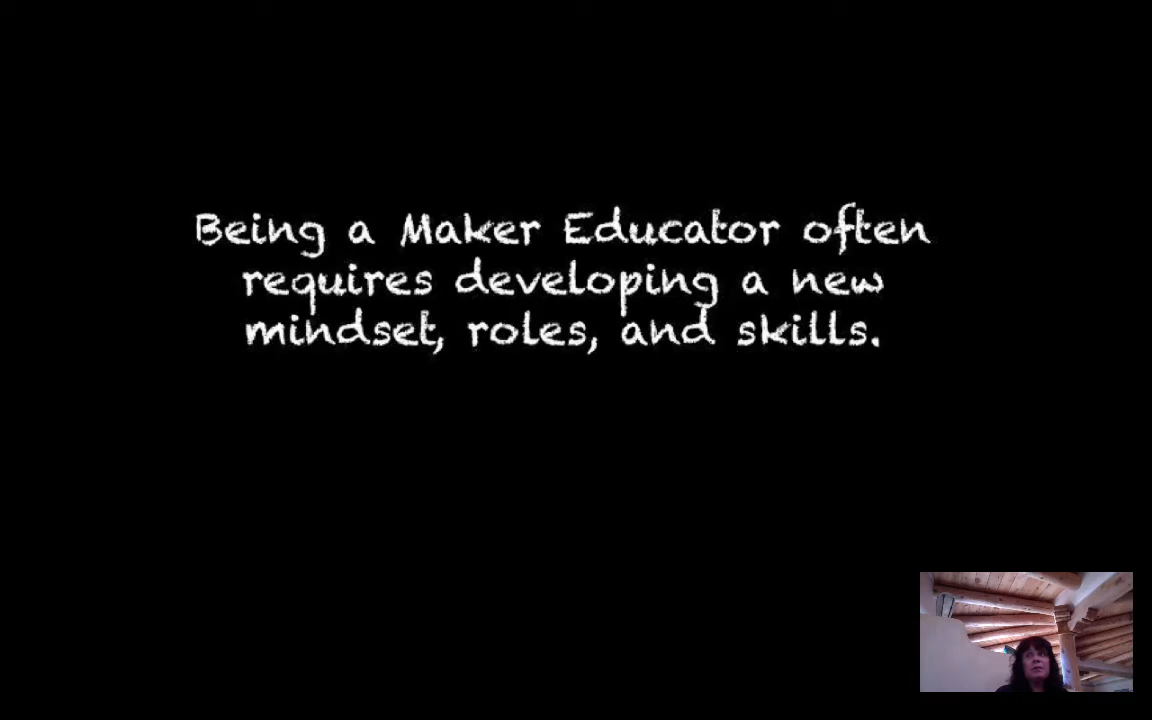 Being a Maker Educator often
requires developing a new
mindset, roles, and skills.